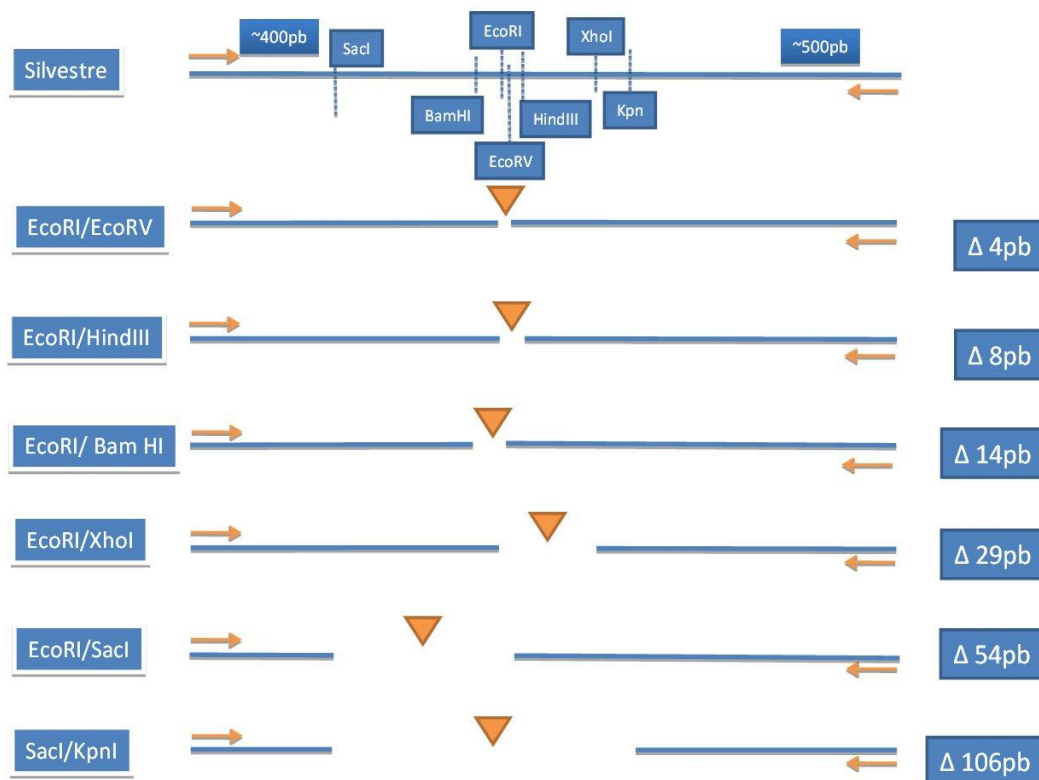 ~400pb
SacI
EcoRI
XhoI
~500pb
Silvestre
BamHI
HindIII
Kpn
EcoRV
EcoRI/EcoRV
Δ 4pb
EcoRI/HindIII
Δ 8pb
EcoRI/ Bam HI
Δ 14pb
EcoRI/XhoI
Δ 29pb
EcoRI/SacI
Δ 54pb
SacI/KpnI
Δ 106pb